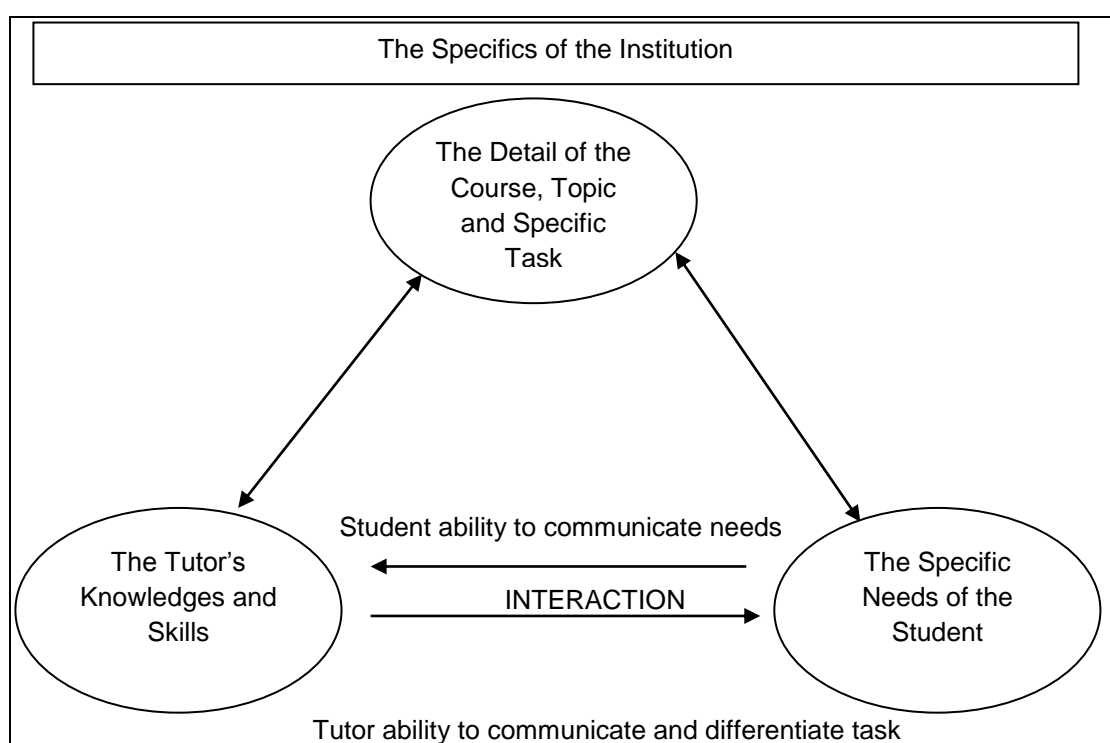 The Specifics of the Institution
The Detail of the
Course, Topic
and Specific
Task
Student ability to communicate needs
The Tutor’s
Knowledges and
Skills
INTERACTION
The Specific
Needs of the
Student
Tutor ability to communicate and differentiate task